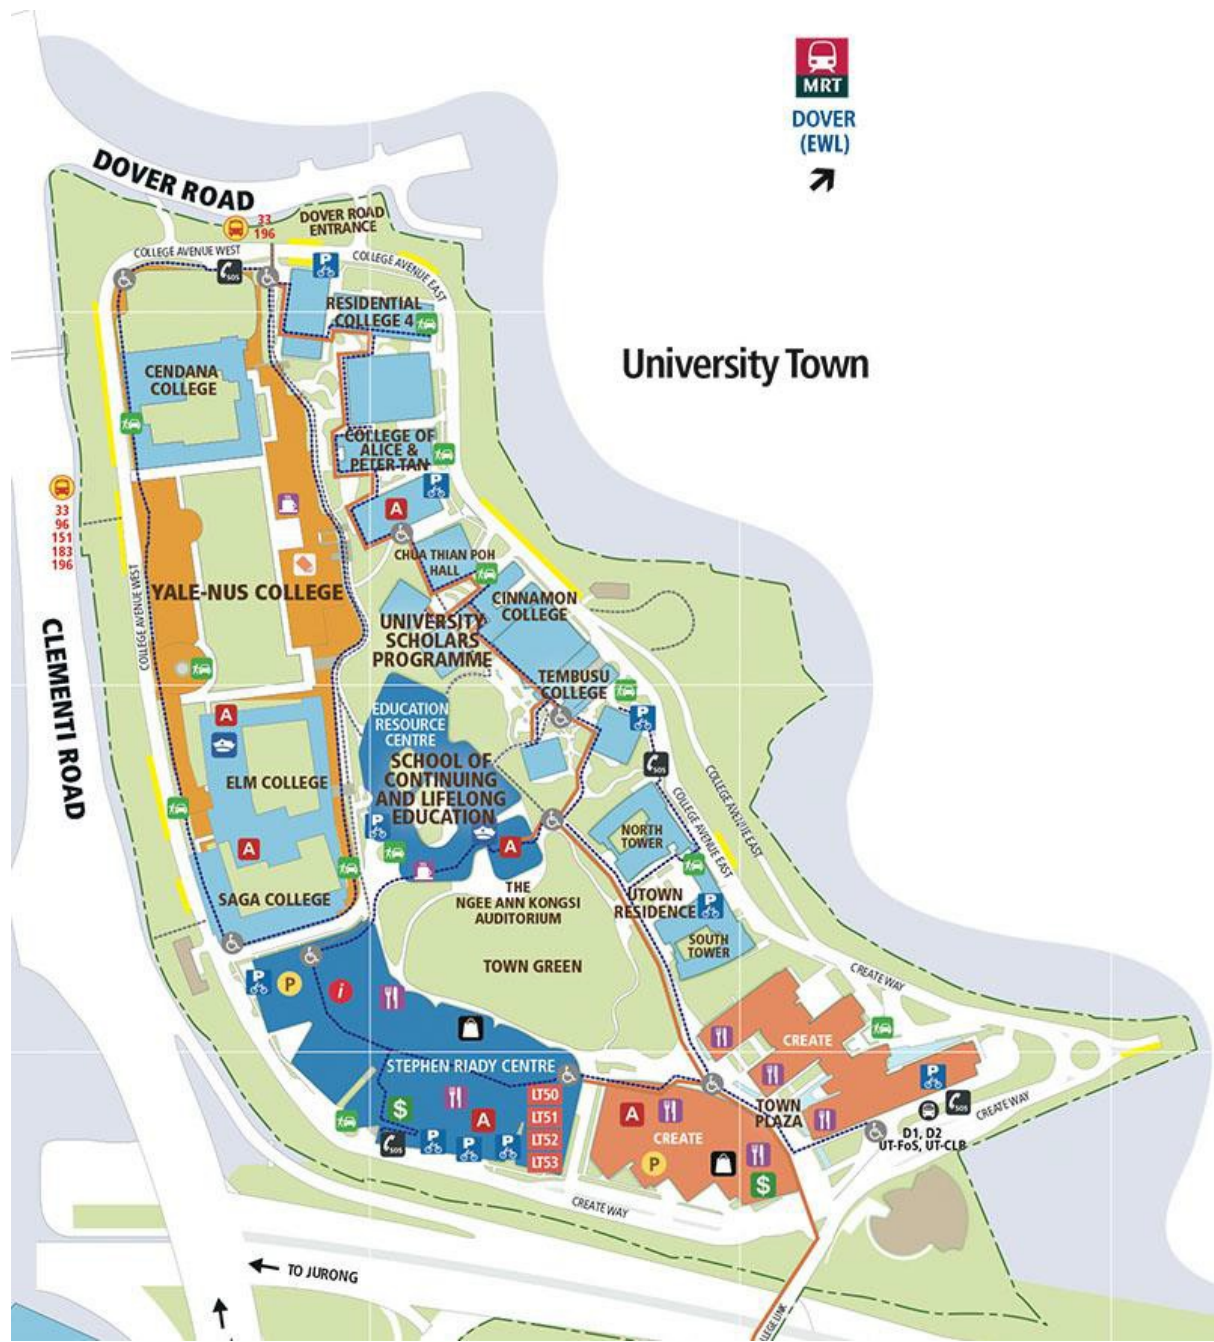 MRT
DOVER
(EWL)
DOVER ROAD
33
196
DOVER ROAD
ENTRANCE
COLLEGE AVENUE WEST
SOS
P
COLLEGE AVENUE EAST
RESIDENTIAL
COLLEGE 4
University Town
CENDANA
COLLEGE
COLLEGE OF
ALICE &
PETER TAN
P
33
96
151
183
196
A
CHUA THIAN POH
HALL
COLLEGE AVENUE WEST
YALE-NUS COLLEGE
CINNAMON
COLLEGE
UNIVERSITY
SCHOLARS
PROGRAMME
CLEMENTI ROAD
TEMBUSU
COLLEGE
P
A
EDUCATION
RESOURCE
CENTRE
SCHOOL OF
CONTINUING
AND LIFELONG
EDUCATION
SOS
COLLEGE AVENUE EAST
COLLEGE AVENUE EAST
ELM COLLEGE
P
NORTH
TOWER
A
A
SAGA COLLEGE
THE
NGEE ANN KONGSI
AUDITORIUM
UTOWN
RESIDENCE
P
SOUTH
TOWER
TOWN GREEN
CREATE WAY
P
P
i
CREATE
STEPHEN RIADY CENTRE
P
SOS
LT50
LT51
LT52
LT53
$
A
A
CREATE
TOWN
PLAZA
CREATE WAY
D1, D2
UT-FoS, UT-CLB
SOS
P
P
P
P
$
CREATE WAY
TO JURONG